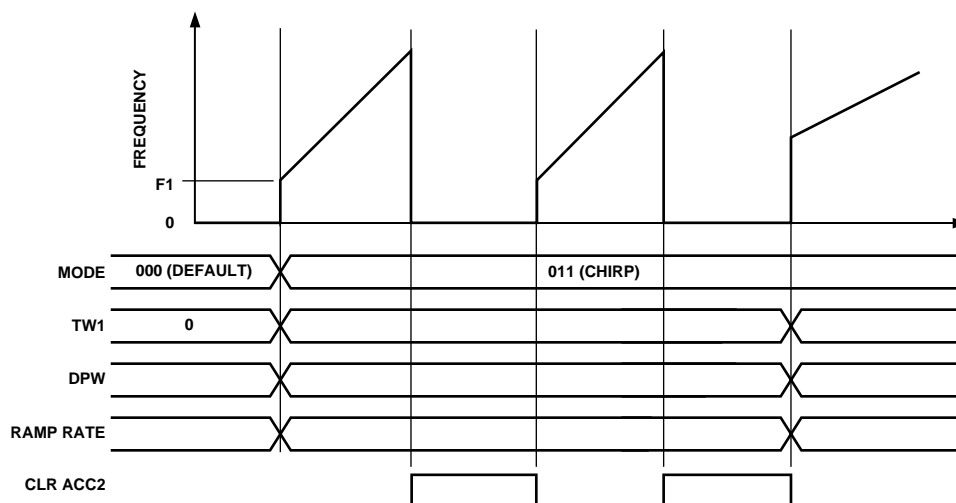 FREQUENCY
F1
0
MODE
000 (DEFAULT)
011 (CHIRP)
TW1
0
DPW
RAMP RATE
CLR ACC2